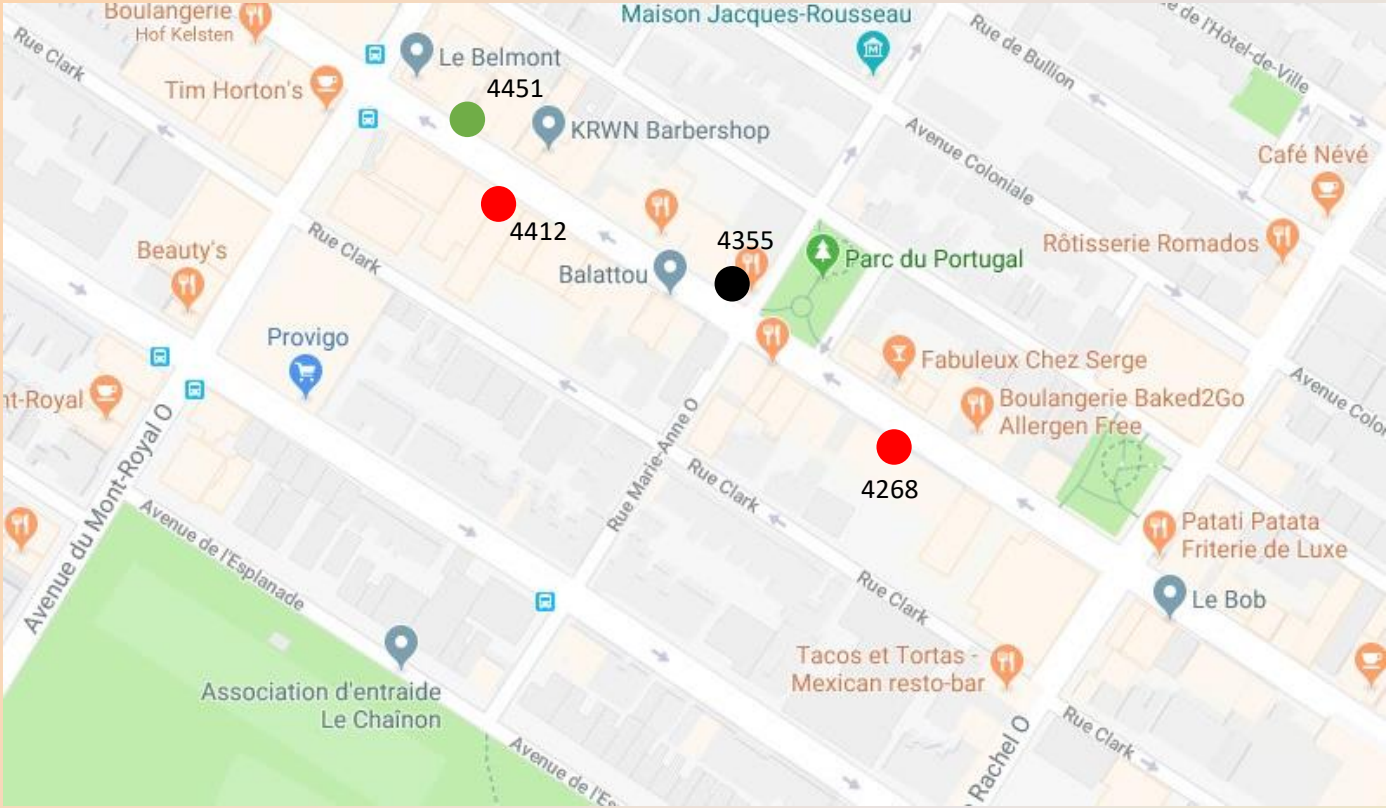 Boulangerie
Hof Kelsten
Maison Jacques-Rousseau
Rue de Bullion
e de l'Hôtel-de-Ville
Rue Clark
Le Belmont
Tim Horton's
4451
KRWN Barbershop
Avenue Coloniale
Café Névé
4412
4355
Rue Clark
Beauty's
Balattou
Parc du Portugal
Rôtisserie Romados
Provigo
Fabuleux Chez Serge
Boulangerie Baked2Go
Allergen Free
Avenue Color
nt-Royal
Avenue du Mont-Royal O
Rue Marie-Anne O
Rue Clark
4268
Avenue de l'Esplanade
Patati Patata
Friterie de Luxe
Rue Clark
Le Bob
Tacos et Tortas -
Mexican resto-bar
Association d'entraide
Le Chaînon
Rue Clark
Rachel O
Avenue de l'Es